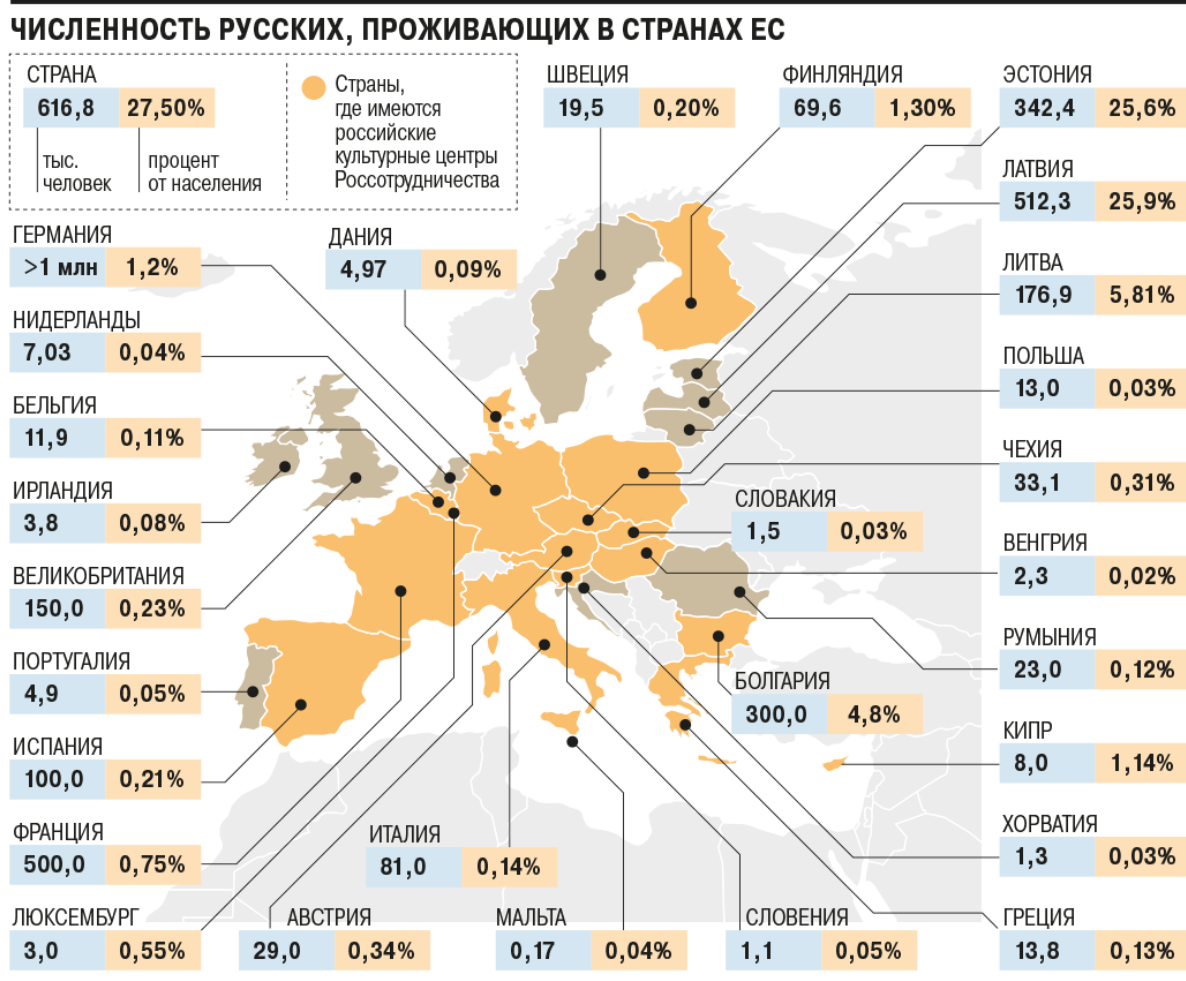 ЧИСЛЕННОСТЬ РУССКИХ, ПРОЖИВАЮЩИХ В СТРАНАХ ЕС
СТРАНА
616,8 27,50%
тыс.
человек
процент
от населения
Страны,
где имеются
российские
культурные центры
Россотрудничества
ШВЕЦИЯ
19,5 0,20%
ФИНЛЯНДИЯ
69,6 1,30%
ЭСТОНИЯ
342,4 25,6%
ЛАТВИЯ
512,3 25,9%
ЛИТВА
176,9 5,81%
ПОЛЬША
13,0 0,03%
ЧЕХИЯ
33,1 0,31%
СЛОВАКИЯ
1,5 0,03%
ВЕНГРИЯ
2,3 0,02%
РУМЫНИЯ
23,0 0,12%
БОЛГАРИЯ
300,0 4,8%
КИПР
8,0 1,14%
ХОРВАТИЯ
1,3 0,03%
ГРЕЦИЯ
13,8 0,13%
ГЕРМАНИЯ
>1 млн 1,2%
ДАНИЯ
4,97 0,09%
НИДЕРЛАНДЫ
7,03 0,04%
БЕЛЬГИЯ
11,9 0,11%
ИРЛАНДИЯ
3,8 0,08%
ВЕЛИКОБРИТАНИЯ
150,0 0,23%
ПОРТУГАЛИЯ
4,9 0,05%
ИСПАНИЯ
100,0 0,21%
ФРАНЦИЯ
500,0 0,75%
ИТАЛИЯ
81,0 0,14%
ЛЮКСЕМБУРГ
3,0 0,55%
АВСТРИЯ
29,0 0,34%
МАЛЬТА
0,17 0,04%
СЛОВЕНИЯ
1,1 0,05%